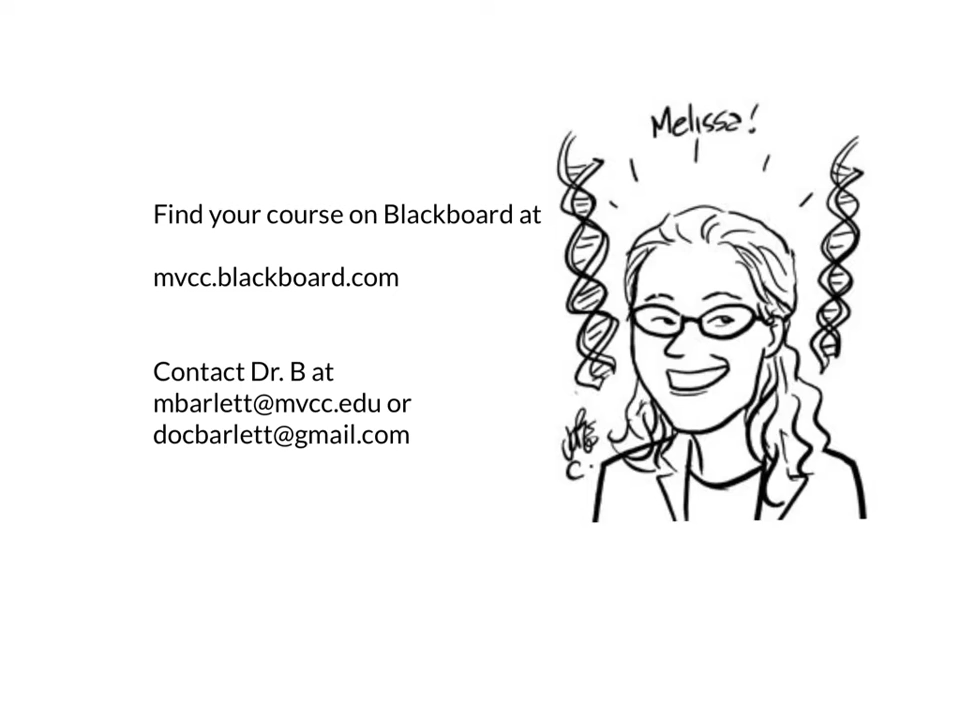 Melissa!
Find your course on Blackboard at
mvcc.blackboard.com
Contact Dr. B at
mbarlett@mvcc.edu or
docbarlett@gmail.com